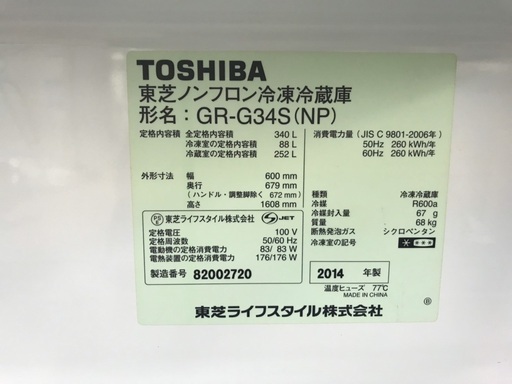 TOSHIBA
東芝ノンフロン冷凍冷蔵庫
形名：GR-G34S(NP)
定格内容積 全定格内容積 340 L
冷凍室の定格内容積 88 L
冷蔵室の定格内容積 252 L
消費電力量 (JIS C 9801-2006年)
50Hz 260 kWh/年
60Hz 260 kWh/年
外形寸法 幅 600 mm
奥行 679 mm
(ハンドル・調整脚除く 672 mm)
高さ 1608 mm
種類 冷凍冷蔵庫
冷媒 R600a
冷媒封入量 67 g
質量 68 kg
断熱発泡ガス シクロペンタン
冷凍室の記号
PSE 東芝ライフスタイル株式会社 JET
定格電圧 100 V
定格周波数 50/60 Hz
電動機の定格消費電力 83/ 83 W
電熱装置の定格消費電力 176/176 W
製造番号 82002720
2014 年製
温度ヒューズ 77℃
MADE IN CHINA
東芝ライフスタイル株式会社
Ⓑ